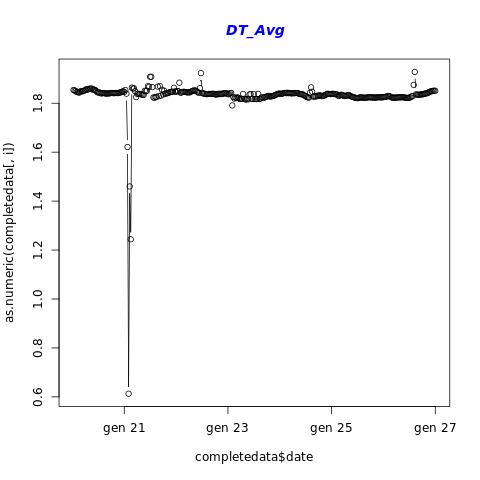 DT_Avg
as.numeric(completedata[, i])
1.8
1.6
1.4
1.2
1.0
0.8
0.6
gen 21
gen 23
gen 25
gen 27
completedata$date